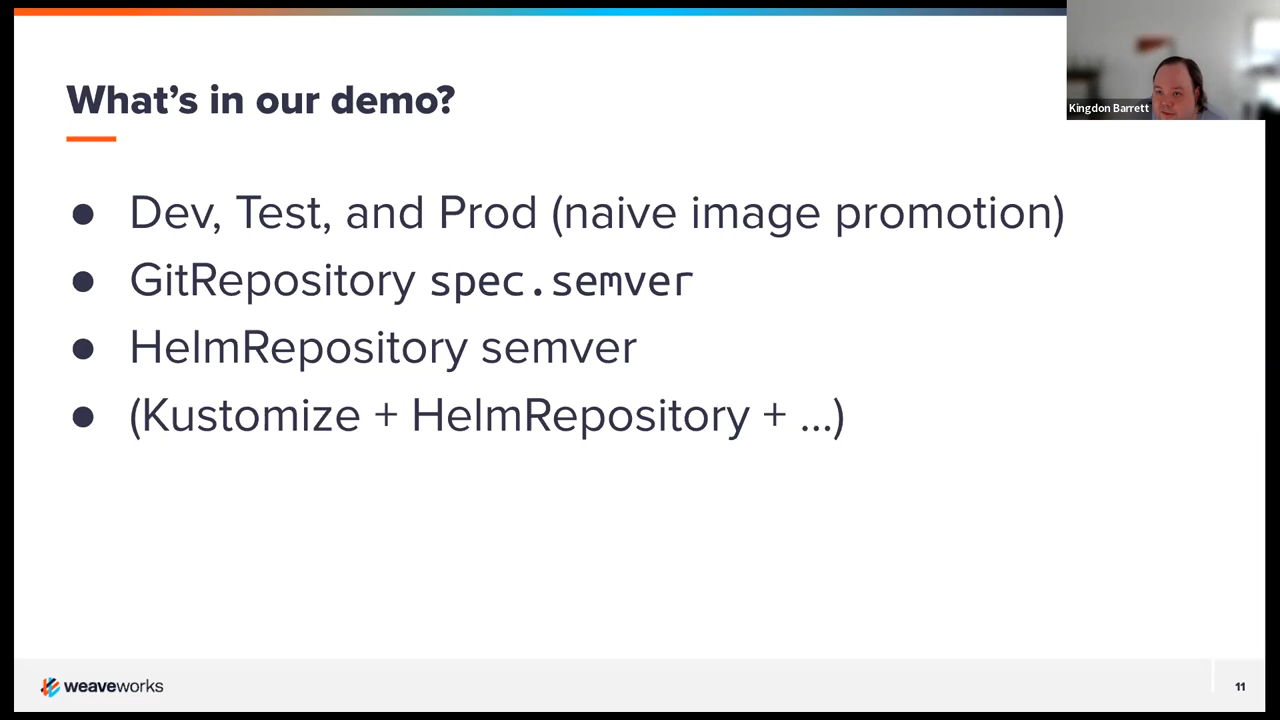 What's in our demo?
Kingdon Barrett
● Dev, Test, and Prod (naive image promotion)
● GitRepository spec.semver
● HelmRepository semver
● (Kustomize + HelmRepository + ...)
weaveworks
11